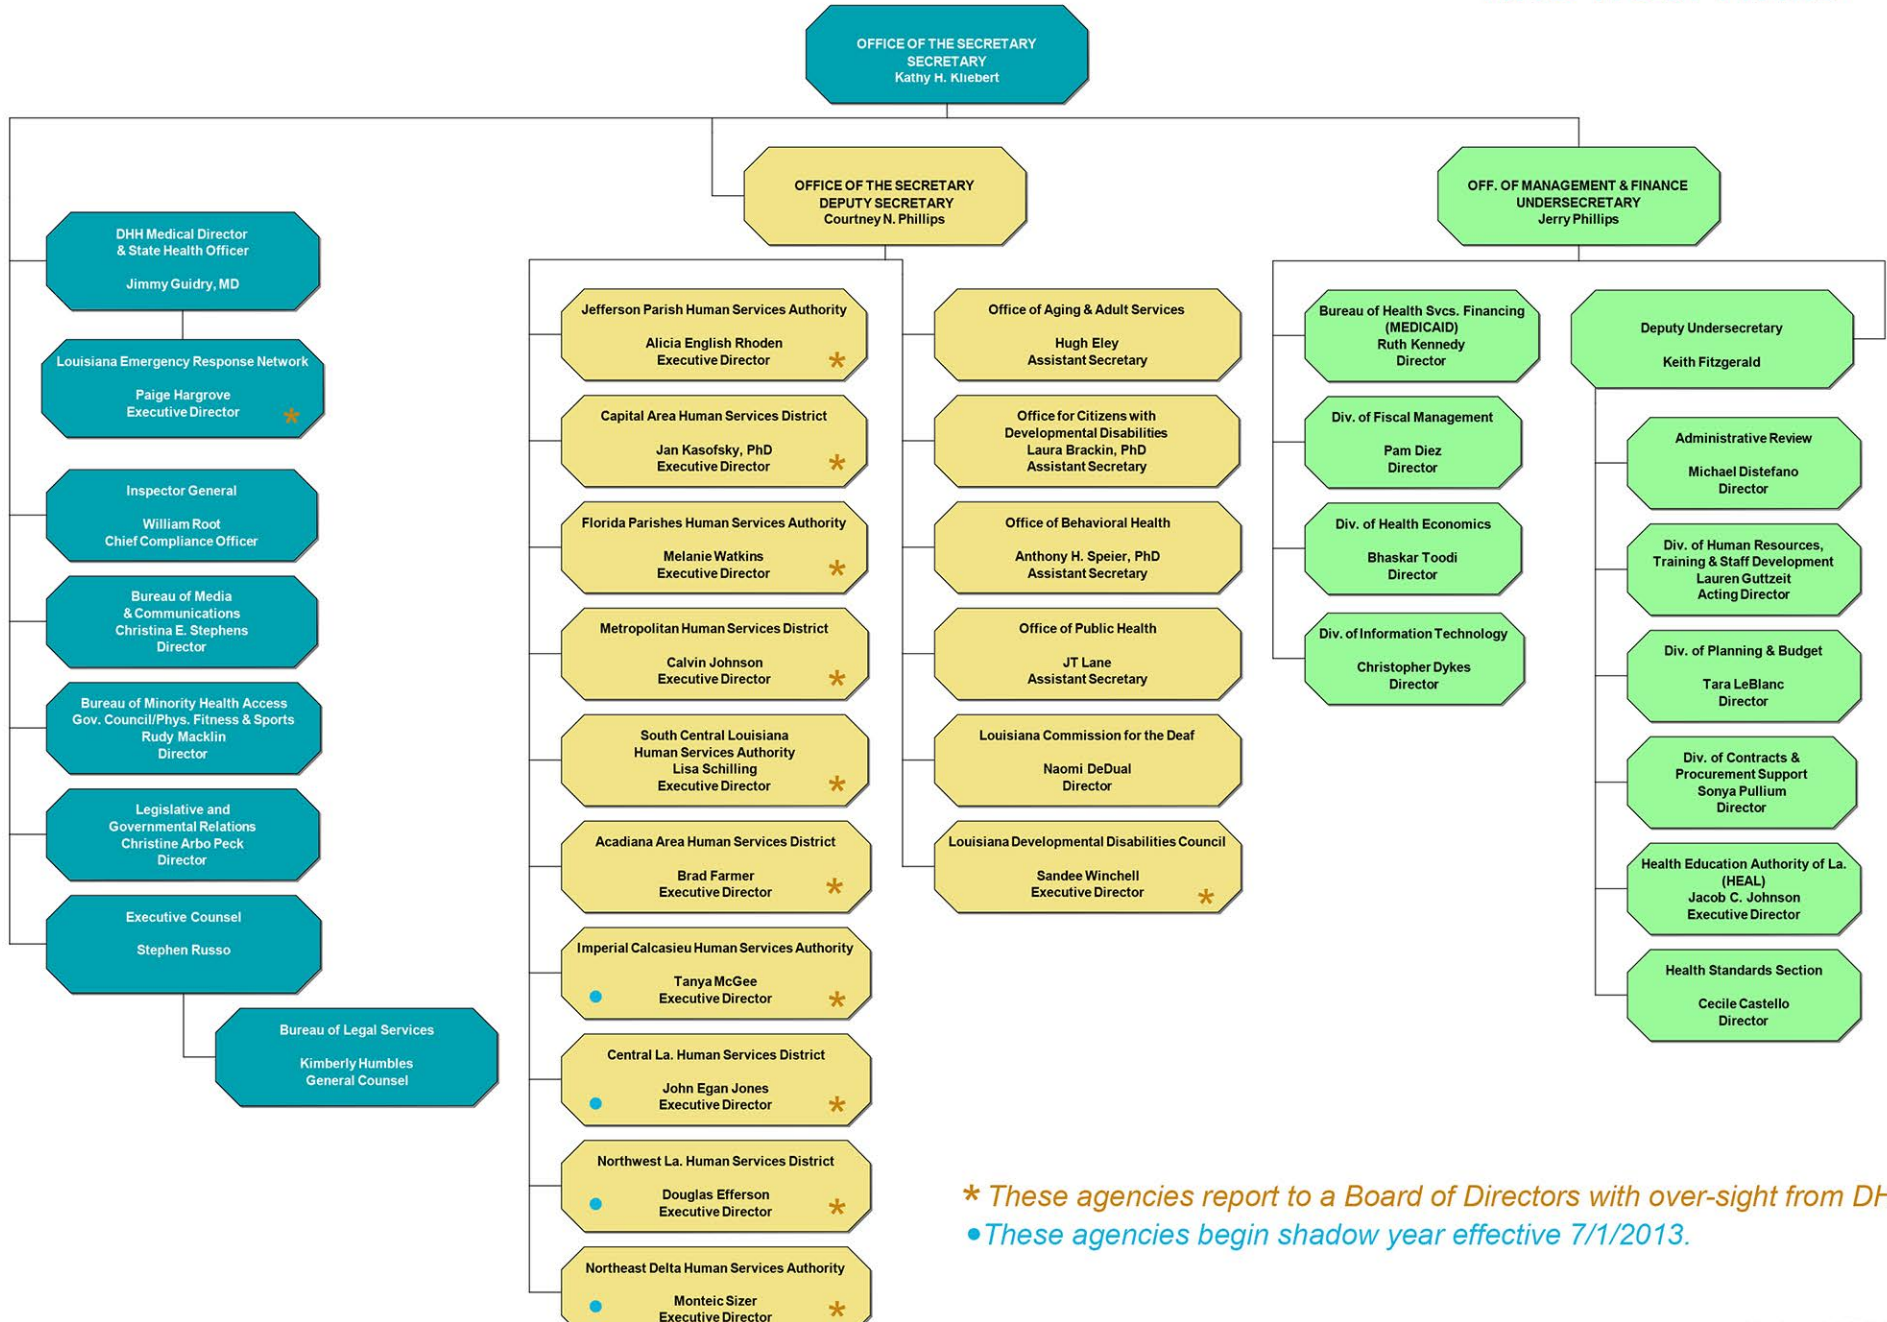 OFFICE OF THE SECRETARY
SECRETARY
Kathy H. Kliebert
OFFICE OF THE SECRETARY
DEPUTY SECRETARY
Courtney N. Phillips
OFF. OF MANAGEMENT & FINANCE
UNDERSECRETARY
Jerry Phillips
DHH Medical Director
& State Health Officer
Jimmy Guidry, MD
Louisiana Emergency Response Network
Paige Hargrove
Executive Director *
Inspector General
William Root
Chief Compliance Officer
Bureau of Media
& Communications
Christina E. Stephens
Director
Bureau of Minority Health Access
Gov. Council/Phys. Fitness & Sports
Rudy Macklin
Director
Legislative and
Governmental Relations
Christine Arbo Peck
Director
Executive Counsel
Stephen Russo
Bureau of Legal Services
Kimberly Humbles
General Counsel
Jefferson Parish Human Services Authority
Alicia English Rhoden
Executive Director *
Capital Area Human Services District
Jan Kasofsky, PhD
Executive Director *
Florida Parishes Human Services Authority
Melanie Watkins
Executive Director *
Metropolitan Human Services District
Calvin Johnson
Executive Director *
South Central Louisiana
Human Services Authority
Lisa Schilling
Executive Director *
Acadiana Area Human Services District
Brad Farmer
Executive Director *
Imperial Calcasieu Human Services Authority
Tanya McGee
● Executive Director *
Central La. Human Services District
John Egan Jones
● Executive Director *
Northwest La. Human Services District
Douglas Efferson
● Executive Director *
Northeast Delta Human Services Authority
Monteic Sizer
● Executive Director *
Office of Aging & Adult Services
Hugh Eley
Assistant Secretary
Office for Citizens with
Developmental Disabilities
Laura Brackin, PhD
Assistant Secretary
Office of Behavioral Health
Anthony H. Speier, PhD
Assistant Secretary
Office of Public Health
JT Lane
Assistant Secretary
Louisiana Commission for the Deaf
Naomi DeDual
Director
Louisiana Developmental Disabilities Council
Sandee Winchell
Executive Director *
Bureau of Health Svcs. Financing
(MEDICAID)
Ruth Kennedy
Director
Div. of Fiscal Management
Pam Diez
Director
Div. of Health Economics
Bhaskar Toodi
Director
Div. of Information Technology
Christopher Dykes
Director
Deputy Undersecretary
Keith Fitzgerald
Administrative Review
Michael Distefano
Director
Div. of Human Resources,
Training & Staff Development
Lauren Guttzeit
Acting Director
Div. of Planning & Budget
Tara LeBlanc
Director
Div. of Contracts &
Procurement Support
Sonya Pullium
Director
Health Education Authority of La.
(HEAL)
Jacob C. Johnson
Executive Director
Health Standards Section
Cecile Castello
Director
* These agencies report to a Board of Directors with over-sight from
● These agencies begin shadow year effective 7/1/2013.